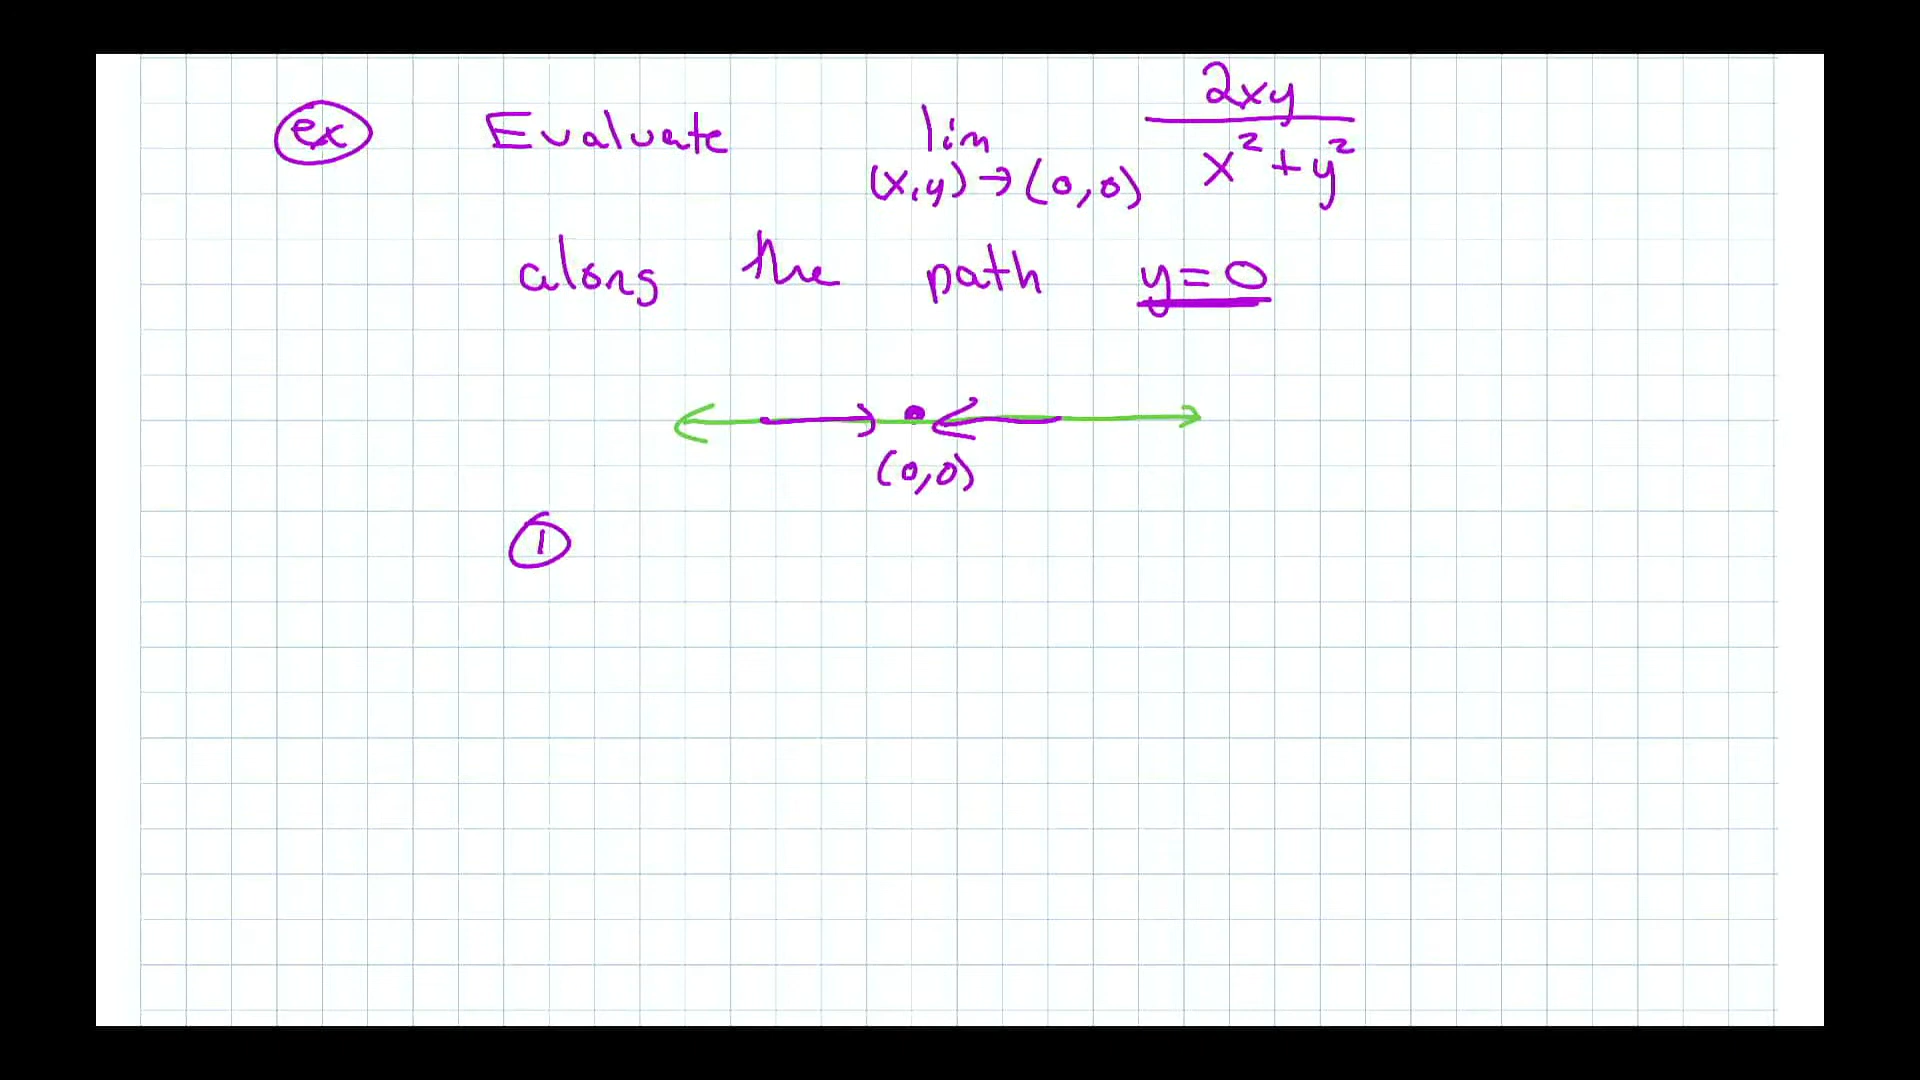 ex Evaluate lim (x,y)→(0,0) 2xy / x²+y²
along the path y=0
(0,0)
1